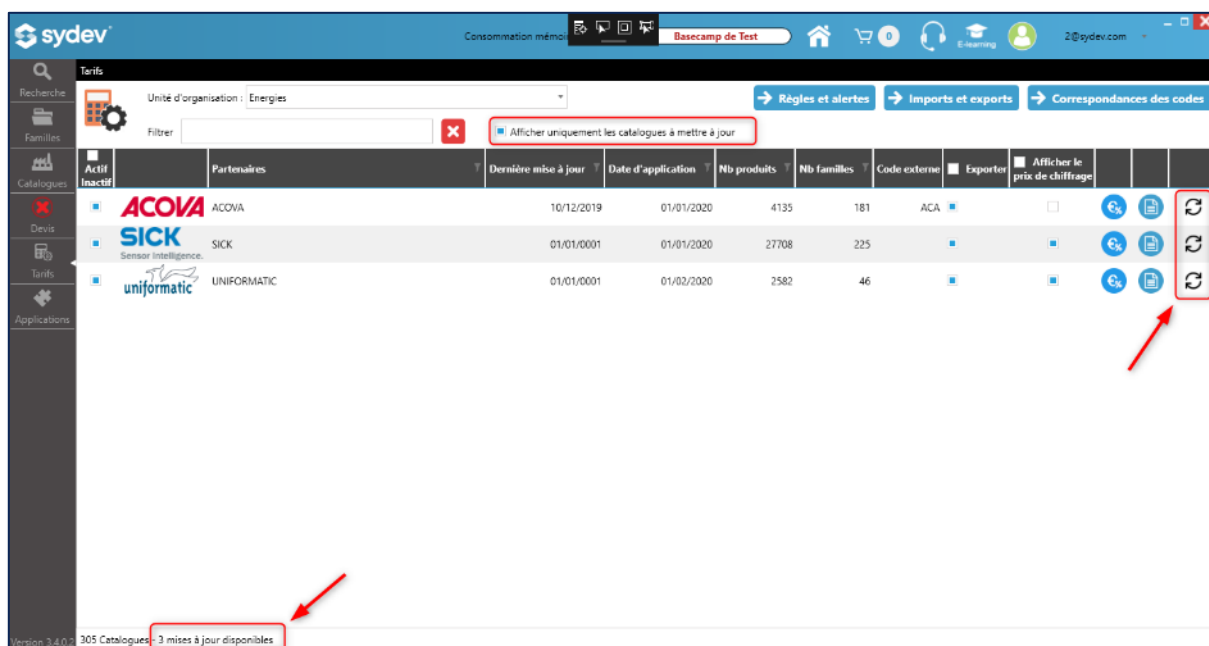 sydev
Consommation mémoi
Basecamp de Test
0
E-learning
2@sydev.com
Recherche
Familles
Catalogues
Devis
Tarifs
Applications
Version 3.4.0.2
Tarifs
Unité d'organisation : Energies
Règles et alertes
Imports et exports
Correspondances des codes
Filtrer
Afficher uniquement les catalogues à mettre à jour
Actif Inactif Partenaires Dernière mise à jour Date d'application Nb produits Nb familles Code externe Exporter Afficher le prix de chiffrage
ACOVA ACOVA 10/12/2019 01/01/2020 4135 181 ACA
SICK Sensor Intelligence. SICK 01/01/0001 01/01/2020 27708 225
uniformatic UNIFORMATIC 01/01/0001 01/02/2020 2582 46
305 Catalogues - 3 mises à jour disponibles